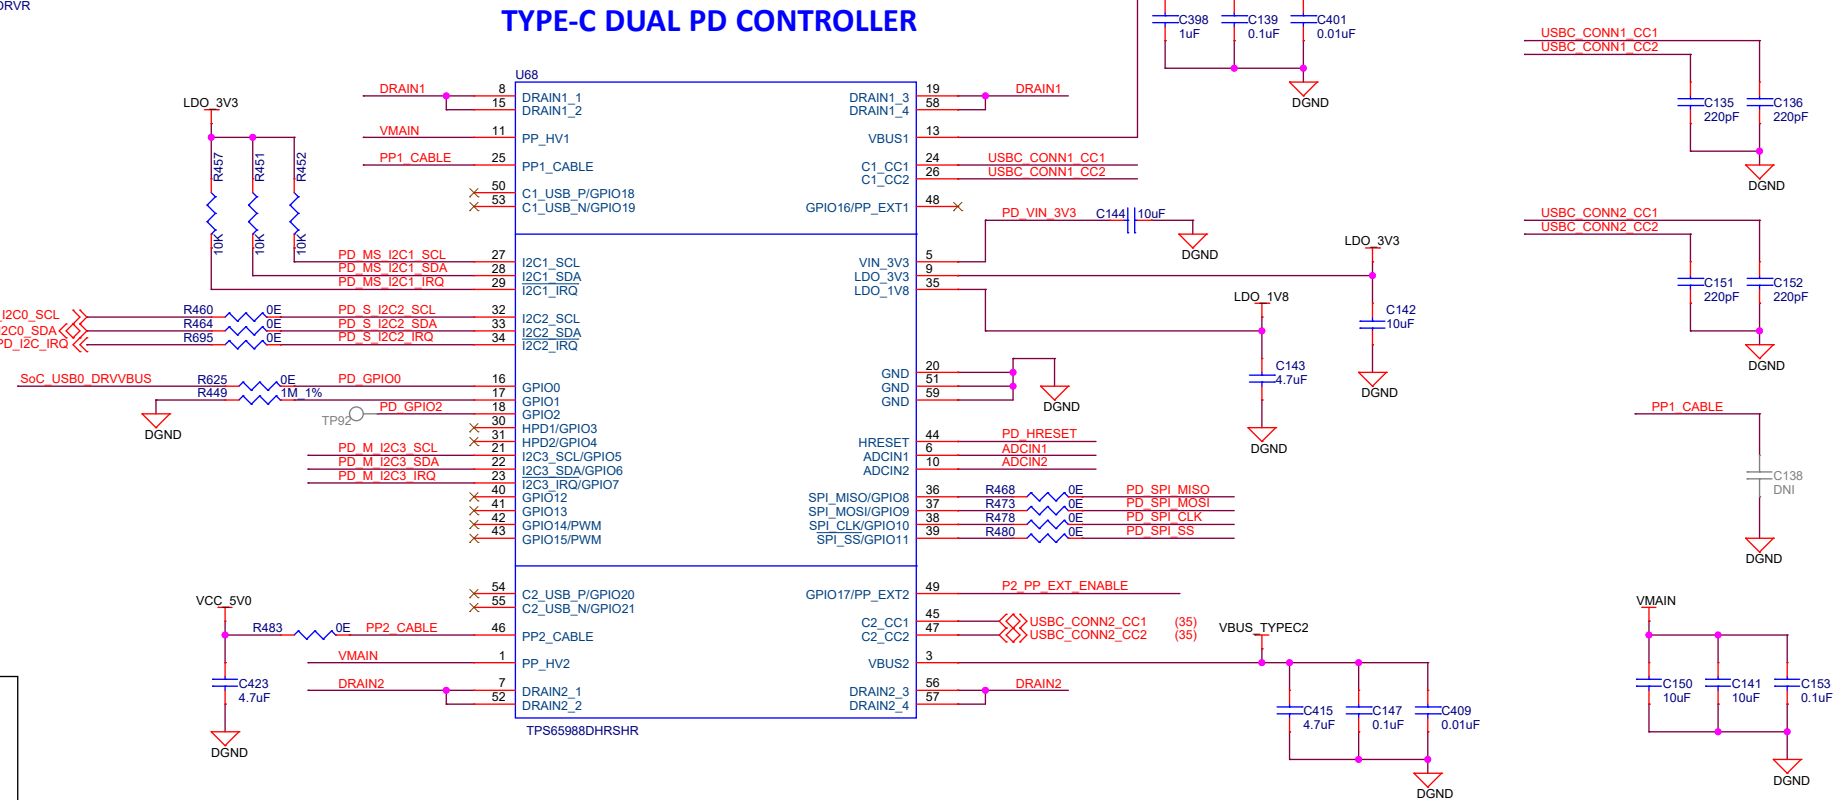 DRVR
TYPE-C DUAL PD CONTROLLER
C398
1uF
C139
0.1uF
C401
0.01uF
DGND
USBC_CONN1_CC1
USBC_CONN1_CC2
C135
220pF
C136
220pF
DGND
USBC_CONN2_CC1
USBC_CONN2_CC2
C151
220pF
C152
220pF
DGND
PP1_CABLE
C138
DNI
DGND
VMAIN
C150
10uF
C141
10uF
C153
0.1uF
DGND
LDO_3V3
R457
10K
R451
10K
R452
10K
U68
DRAIN1 8 DRAIN1_1
15 DRAIN1_2
VMAIN 11 PP_HV1
PP1_CABLE 25 PP1_CABLE
50 C1_USB_P/GPIO18
53 C1_USB_N/GPIO19
PD_MS_I2C1_SCL 27 I2C1_SCL
PD_MS_I2C1_SDA 28 I2C1_SDA
PD_MS_I2C1_IRQ 29 I2C1_IRQ
I2C0_SCL R460 0E PD_S_I2C2_SCL 32 I2C2_SCL
I2C0_SDA R464 0E PD_S_I2C2_SDA 33 I2C2_SDA
PD_I2C_IRQ R695 0E PD_S_I2C2_IRQ 34 I2C2_IRQ
SoC_USB0_DRVVBUS R625 0E PD_GPIO0 16 GPIO0
R449 1M_1% 17 GPIO1
DGND
TP92 PD_GPIO2 18 GPIO2
30 HPD1/GPIO3
31 HPD2/GPIO4
PD_M_I2C3_SCL 21 I2C3_SCL/GPIO5
PD_M_I2C3_SDA 22 I2C3_SDA/GPIO6
PD_M_I2C3_IRQ 23 I2C3_IRQ/GPIO7
40 GPIO12
41 GPIO13
42 GPIO14/PWM
43 GPIO15/PWM
54 C2_USB_P/GPIO20
55 C2_USB_N/GPIO21
VCC_5V0
R483 0E PP2_CABLE 46 PP2_CABLE
VMAIN 1 PP_HV2
DRAIN2 7 DRAIN2_1
52 DRAIN2_2
C423
4.7uF
DGND
TPS65988DHRSHR
DRAIN1_3 19 DRAIN1
DRAIN1_4 58
VBUS1 13
C1_CC1 24 USBC_CONN1_CC1
C1_CC2 26 USBC_CONN1_CC2
GPIO16/PP_EXT1 48
PD_VIN_3V3 C144 10uF
DGND
VIN_3V3 5
LDO_3V3 9
LDO_1V8 35
LDO_3V3
C142
10uF
DGND
LDO_1V8
C143
4.7uF
DGND
GND 20
GND 51
GND 59
DGND
HRESET 44 PD_HRESET
ADCIN1 6 ADCIN1
ADCIN2 10 ADCIN2
SPI_MISO/GPIO8 36 R468 0E PD_SPI_MISO
SPI_MOSI/GPIO9 37 R473 0E PD_SPI_MOSI
SPI_CLK/GPIO10 38 R478 0E PD_SPI_CLK
SPI_SS/GPIO11 39 R480 0E PD_SPI_SS
GPIO17/PP_EXT2 49 P2_PP_EXT_ENABLE
C2_CC1 45 USBC_CONN2_CC1 (35)
C2_CC2 47 USBC_CONN2_CC2 (35)
VBUS_TYPEC2
VBUS2 3
DRAIN2_3 56 DRAIN2
DRAIN2_4 57
C415
4.7uF
C147
0.1uF
C409
0.01uF
DGND